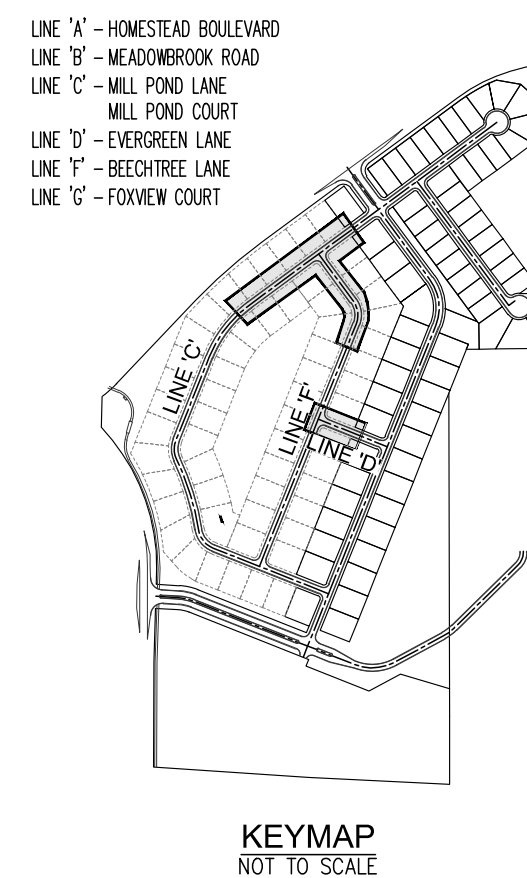 LINE 'A' – HOMESTEAD BOULEVARD
LINE 'B' – MEADOWBROOK ROAD
LINE 'C' – MILL POND LANE
MILL POND COURT
LINE 'D' – EVERGREEN LANE
LINE 'F' – BEECHTREE LANE
LINE 'G' – FOXVIEW COURT
LINE 'C'
LINE 'F'
LINE 'D'
KEYMAP
NOT TO SCALE